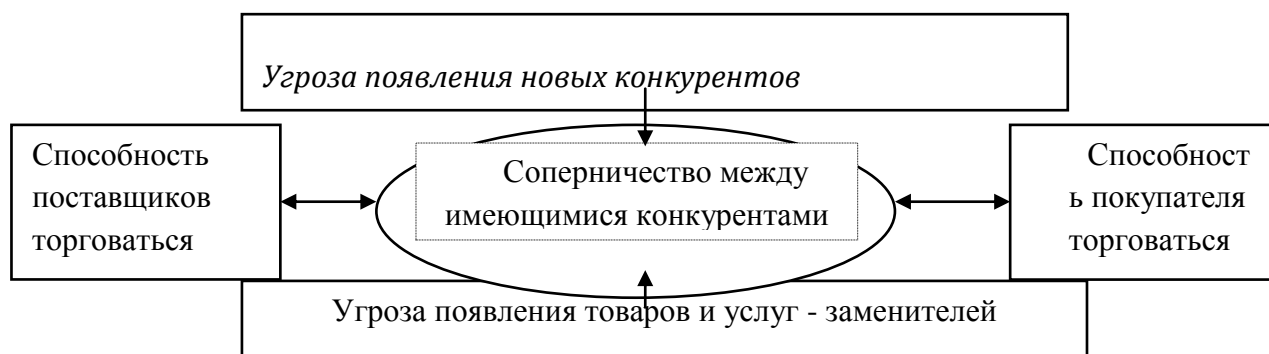 Угроза появления новых конкурентов
Способность
поставщиков
торговаться
Соперничество между
имеющимися конкурентами
Способност
ь покупателя
торговаться
Угроза появления товаров и услуг - заменителей